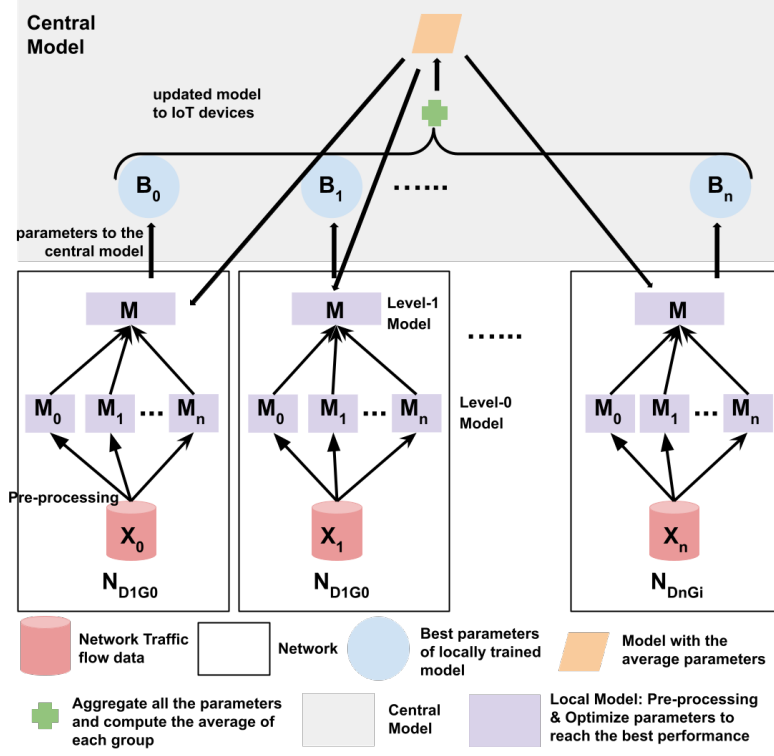 Central
Model
updated model
to IoT devices
B0
B1
......
Bn
parameters to the
central model
M
M
Level-1
Model
......
M
M0
M1
...
Mn
M0
M1
...
Mn
Level-0
Model
M0
M1
...
Mn
Pre-processing
X0
X1
Xn
ND1G0
ND1G0
NDnGi
Network Traffic
flow data
Network
Best parameters
of locally trained
model
Model with the
average parameters
Aggregate all the parameters
and compute the average of
each group
Central
Model
Local Model: Pre-processing
& Optimize parameters to
reach the best performance